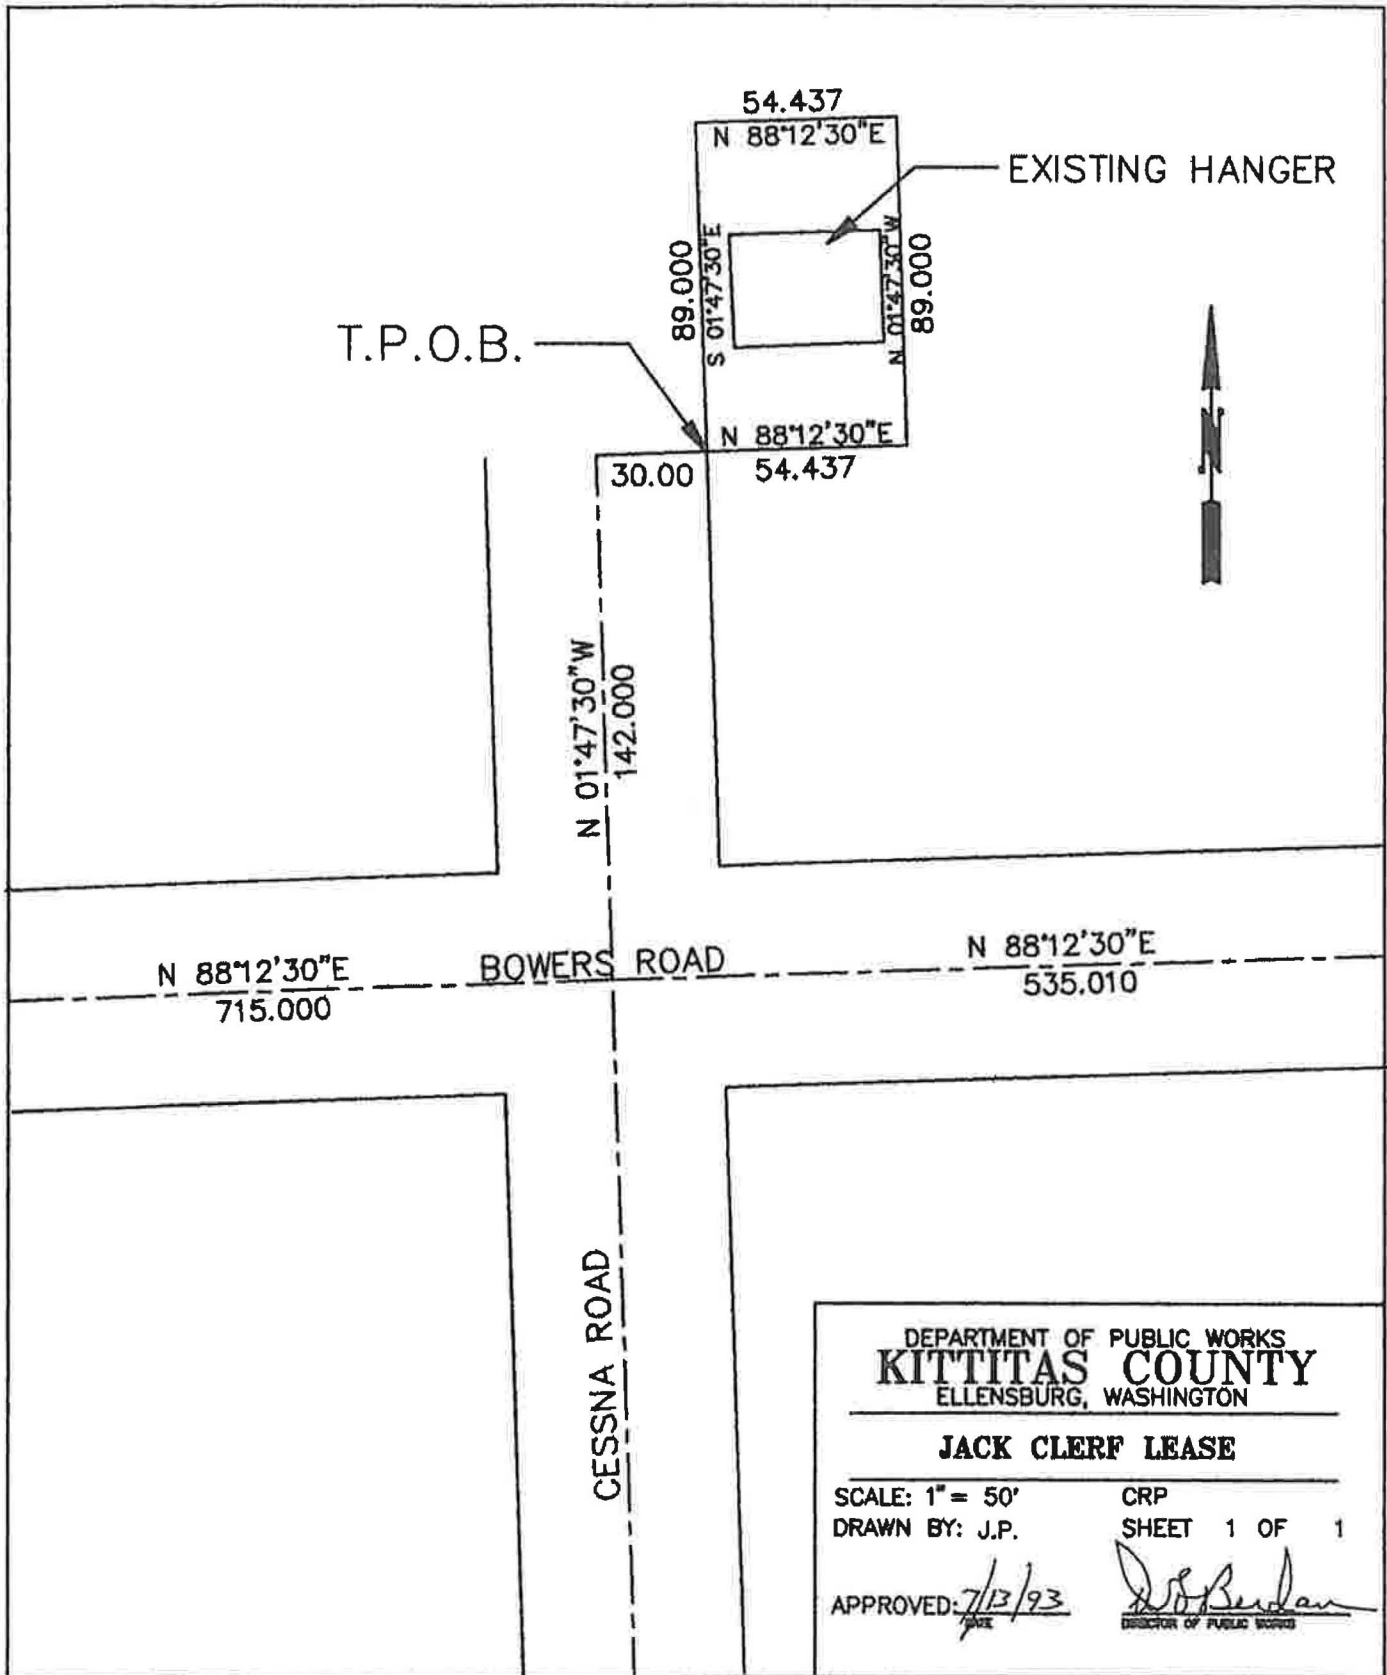 54.437
N 88°12'30"E
EXISTING HANGER
89.000
S 01°47'30"E
N 01°47'30"W
89.000
T.P.O.B.
N 88°12'30"E
30.00
54.437
N
N 01°47'30"W
142.000
N 88°12'30"E
715.000
BOWERS ROAD
N 88°12'30"E
535.010
CESSNA ROAD
DEPARTMENT OF PUBLIC WORKS
KITTITAS COUNTY
ELLENSBURG, WASHINGTON
JACK CLERF LEASE
SCALE: 1" = 50' CRP
DRAWN BY: J.P. SHEET 1 OF 1
APPROVED: 7/13/93
DATE
DIRECTOR OF PUBLIC WORKS